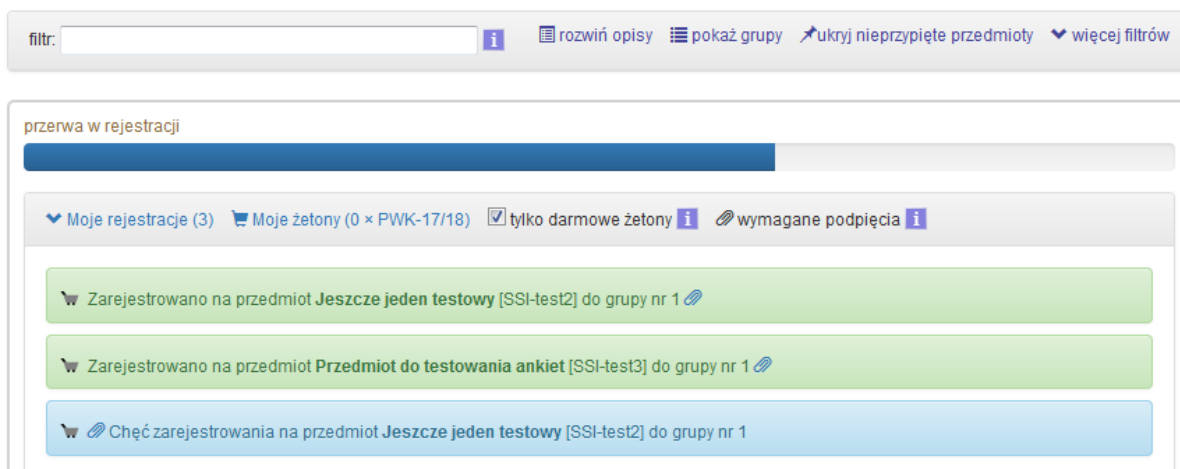 filtr: i rozwiń opisy pokaż grupy ukryj nieprzypięte przedmioty więcej filtrów
przerwa w rejestracji
Moje rejestracje (3) Moje żetony (0 × PWK-17/18) tylko darmowe żetony i wymagane podpięcia i
Zarejestrowano na przedmiot Jeszcze jeden testowy [SSI-test2] do grupy nr 1
Zarejestrowano na przedmiot Przedmiot do testowania ankiet [SSI-test3] do grupy nr 1
Chęć zarejestrowania na przedmiot Jeszcze jeden testowy [SSI-test2] do grupy nr 1